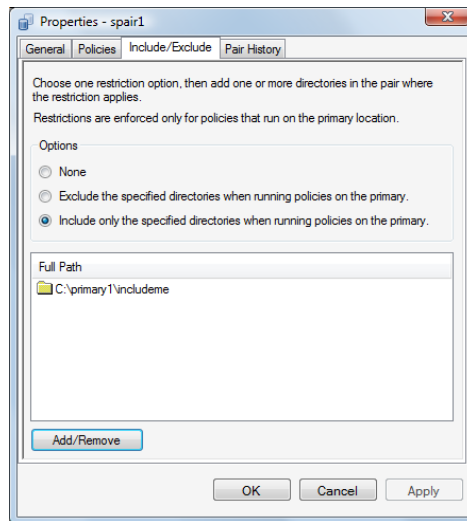 Properties - spair1
General Policies Include/Exclude Pair History
Choose one restriction option, then add one or more directories in the pair where
the restriction applies.
Restrictions are enforced only for policies that run on the primary location.
Options
None
Exclude the specified directories when running policies on the primary.
Include only the specified directories when running policies on the primary.
Full Path
C:\primary1\includeme
Add/Remove
OK Cancel Apply